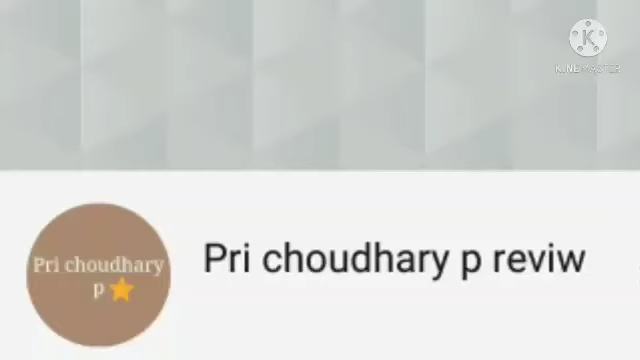 K
KINEMASTER
Pri choudhary
p⭐
Pri choudhary p reviw